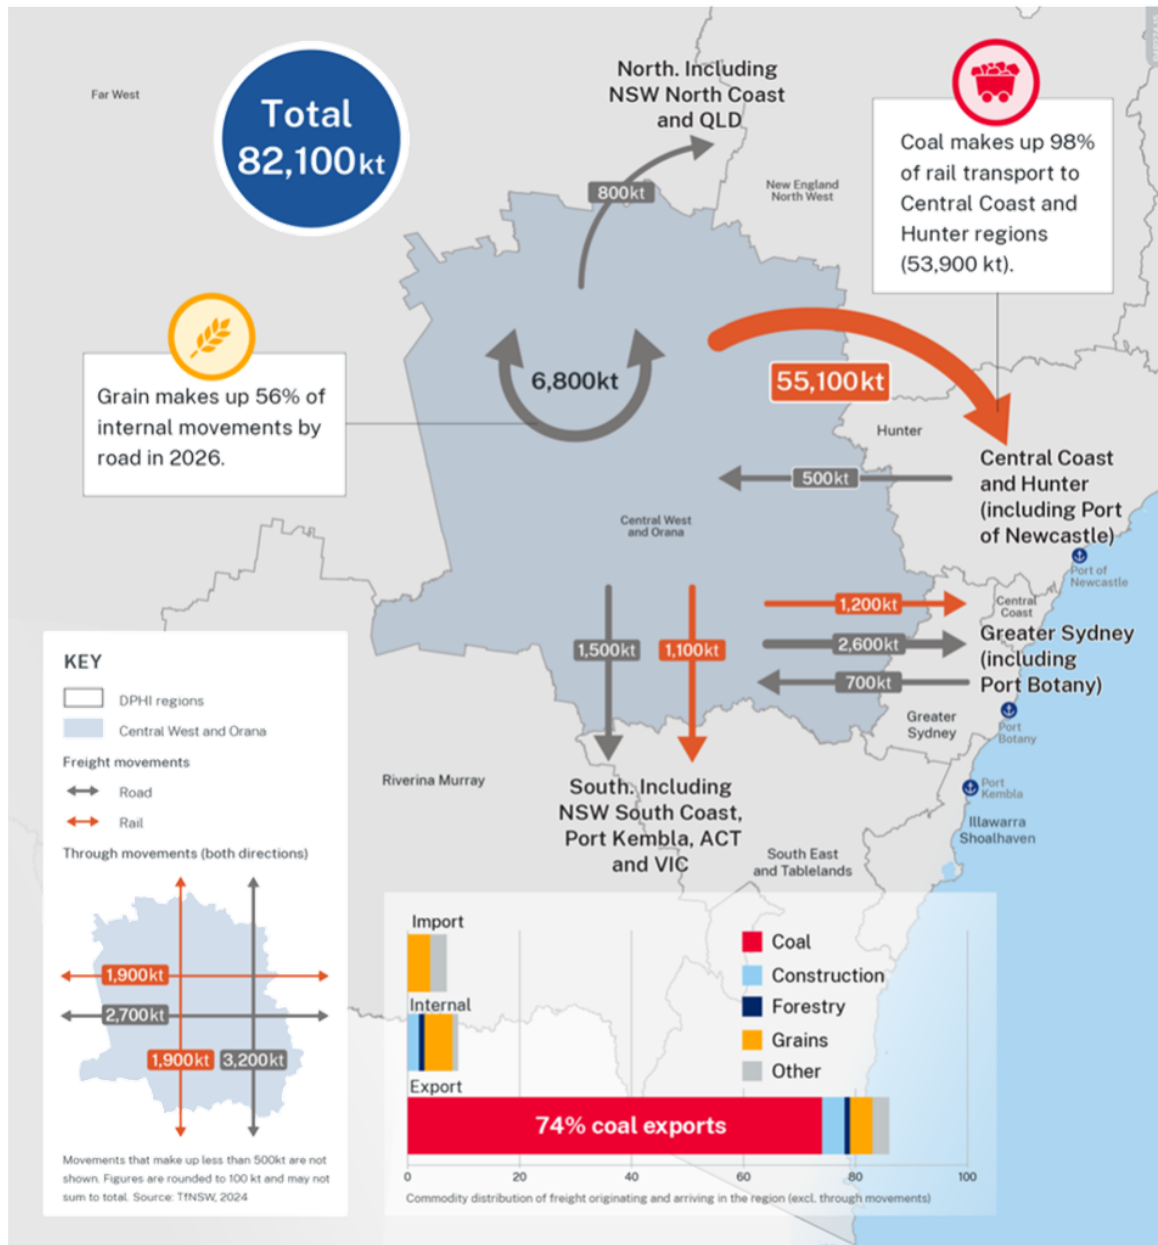 Far West
Total
82,100kt
North. Including
NSW North Coast
and QLD
800kt
New England
North West
Coal makes up 98%
of rail transport to
Central Coast and
Hunter regions
(53,900 kt).
Grain makes up 56% of
internal movements by
road in 2026.
6,800kt
55,100kt
Hunter
Central Coast
and Hunter
(including Port
of Newcastle)
500kt
Central West
and Orana
Port of
Newcastle
1,200kt
Central
Coast
1,500kt
1,100kt
2,600kt
Greater Sydney
(including
Port Botany)
700kt
Greater
Sydney
Port
Botany
Riverina Murray
South. Including
NSW South Coast,
Port Kembla, ACT
and VIC
Port
Kembla
Illawarra
Shoalhaven
South East
and Tablelands
KEY
DPHI regions
Central West and Orana
Freight movements
Road
Rail
Through movements (both directions)
1,900kt
2,700kt
1,900kt
3,200kt
Movements that make up less than 500kt are not
shown. Figures are rounded to 100 kt and may not
sum to total. Source: TfNSW, 2024
Import
Internal
Export
74% coal exports
Coal
Construction
Forestry
Grains
Other
0
20
40
60
80
100
Commodity distribution of freight originating and arriving in the region (excl. through movements)